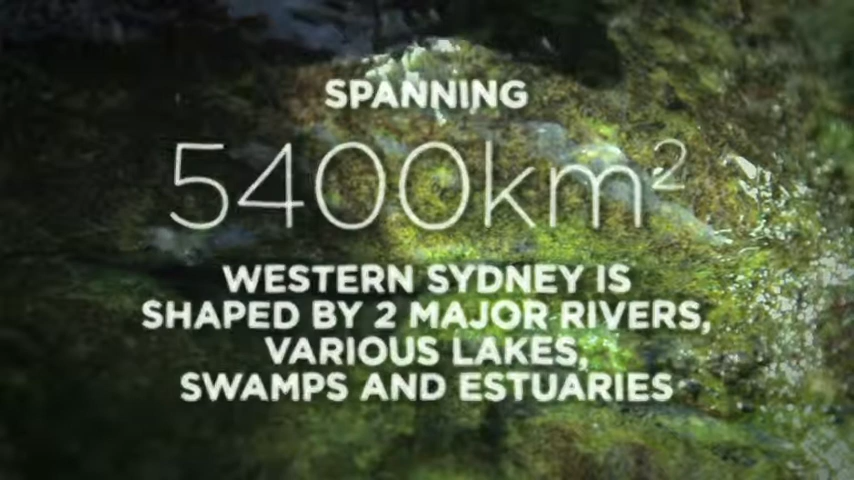 SPANNING
5400km²
WESTERN SYDNEY IS
SHAPED BY 2 MAJOR RIVERS,
VARIOUS LAKES,
SWAMPS AND ESTUARIES